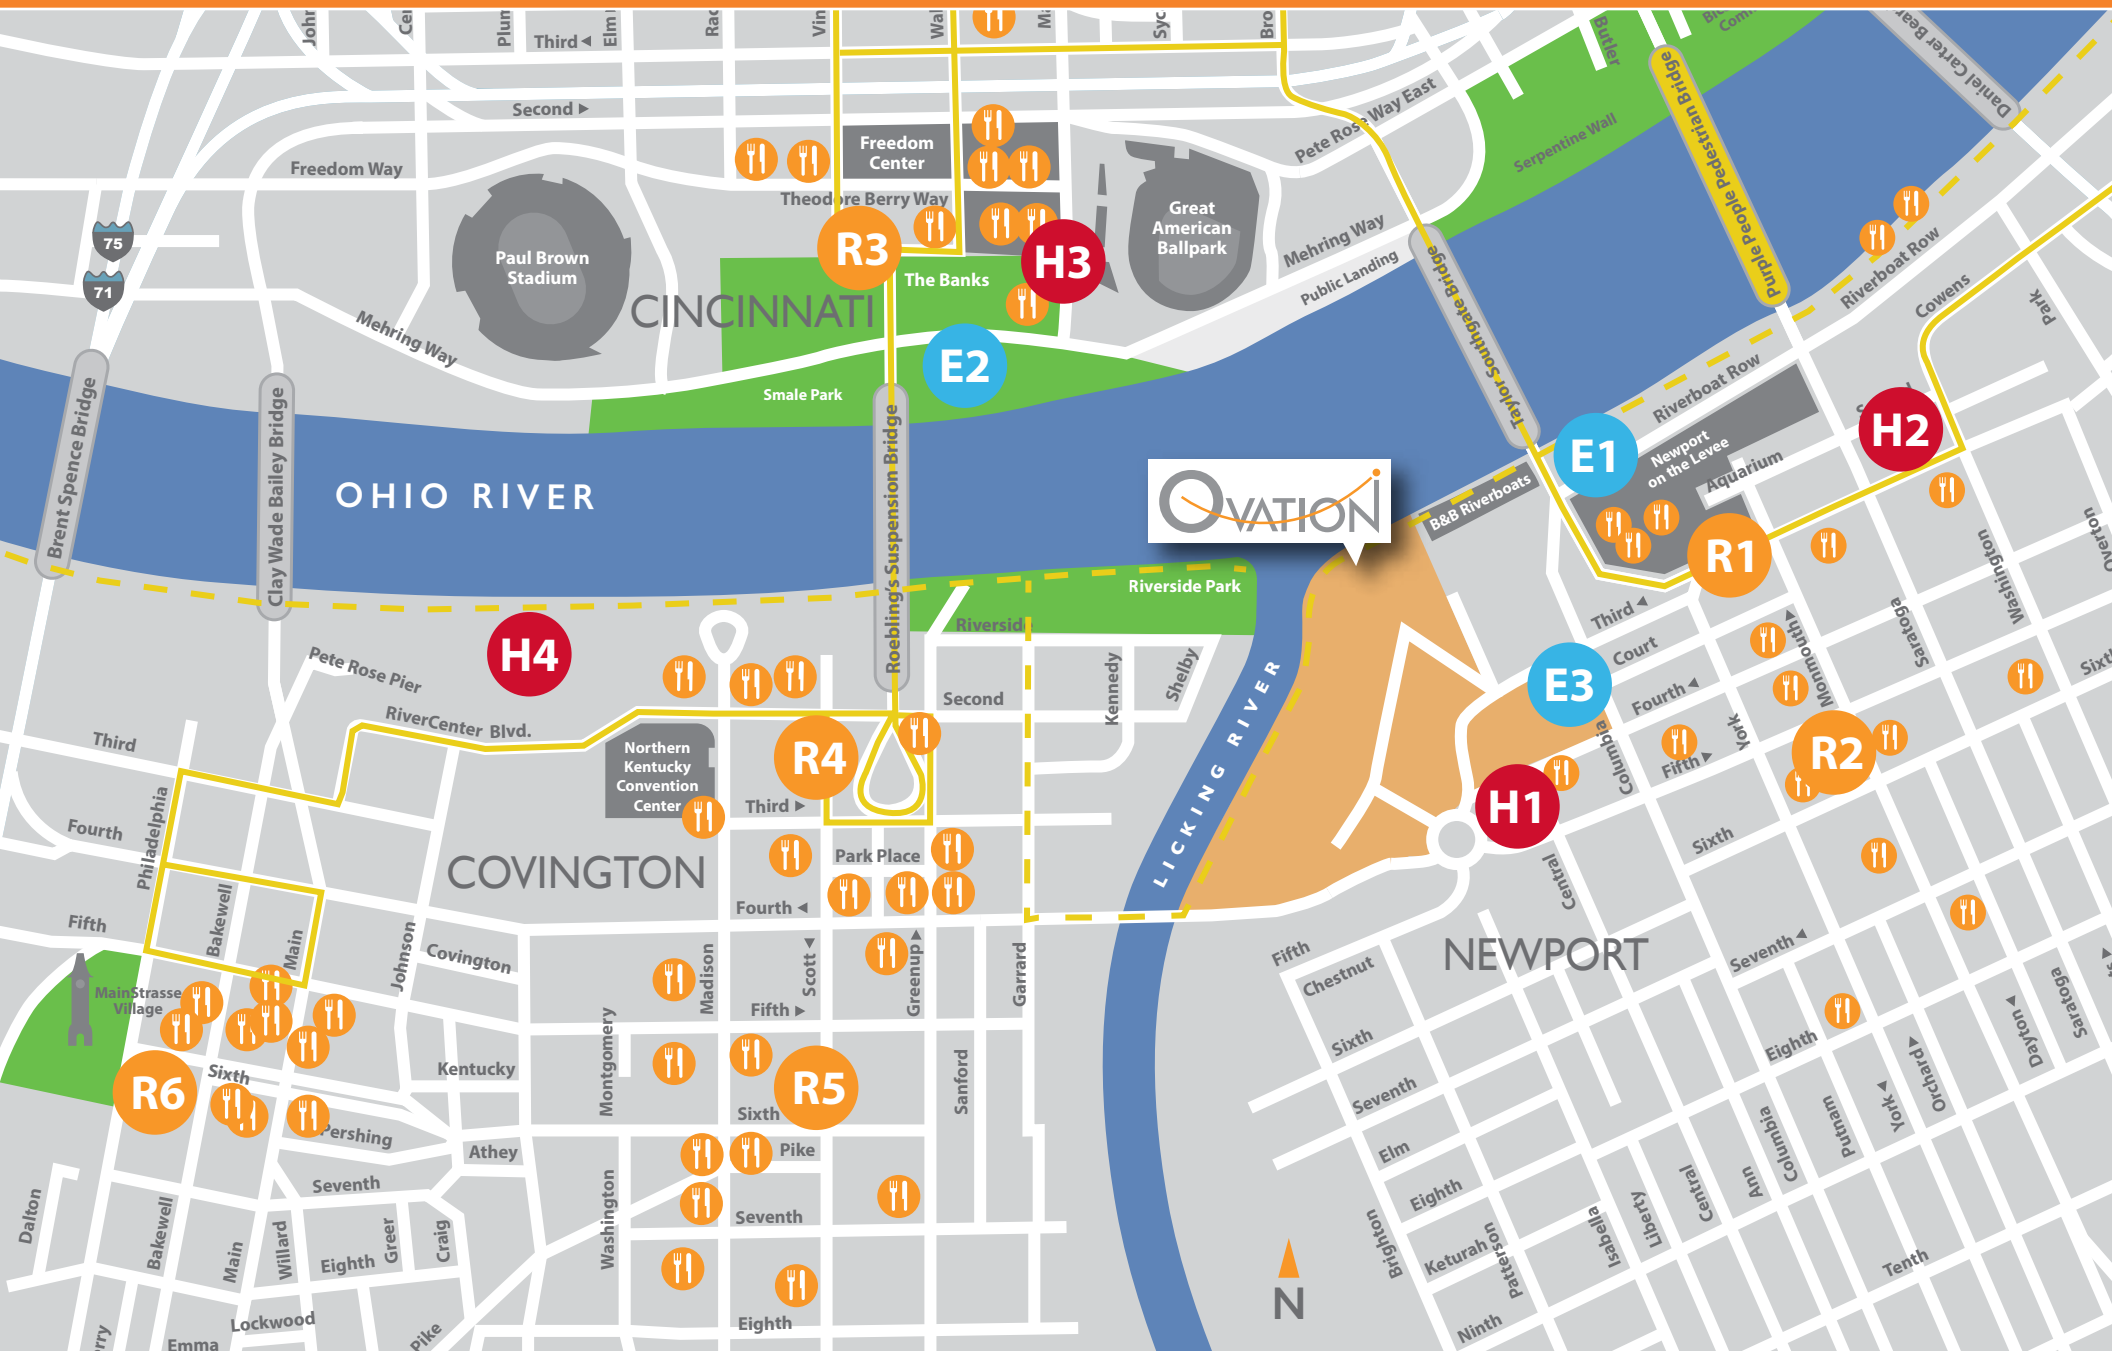 Third
Second
Freedom Way
Freedom
Center
Theodore Berry Way
75
71
Paul Brown
Stadium
R3
H3
The Banks
Great
American
Ballpark
CINCINNATI
Mehring Way
E2
Smale Park
Pete Rose Way East
Mehring Way
Public Landing
Serpentine Wall
Butler
Purple People Pedestrian Bridge
Daniel Carter Beard
Taylor Southgate Bridge
Riverboat Row
Cowens
Park
Brent Spence Bridge
Clay Wade Bailey Bridge
Roebling's Suspension Bridge
OHIO RIVER
OVATION
B&B Riverboats
E1
Riverboat Row
Newport
on the Levee
Aquarium
H2
R1
Washington
Overton
Saratoga
Third
Court
E3
Fourth
Monmouth
York
Fifth
R2
Columbia
H1
Sixth
Sixth
Central
Riverside Park
Riverside
Kennedy
Shelby
Second
LICKING RIVER
H4
Pete Rose Pier
RiverCenter Blvd.
Northern
Kentucky
Convention
Center
R4
Third
Third
Philadelphia
Fourth
COVINGTON
Park Place
Fourth
Fifth
Bakewell
Main
Johnson
Covington
Madison
Scott
Greenup
Garrard
Fifth
MainStrasse
Village
Montgomery
Kentucky
Sanford
R6
Sixth
R5
Sixth
Pershing
Athey
Pike
Seventh
Seventh
Dalton
Bakewell
Main
Willard
Greer
Craig
Eighth
Washington
Lockwood
Emma
Pike
Eighth
NEWPORT
Fifth
Chestnut
Sixth
Seventh
Elm
Eighth
Keturah
Ninth
Brighton
Patterson
Isabella
Liberty
Central
Ann
Columbia
Putnam
York
Orchard
Dayton
Saratoga
Seventh
Eighth
Tenth
N